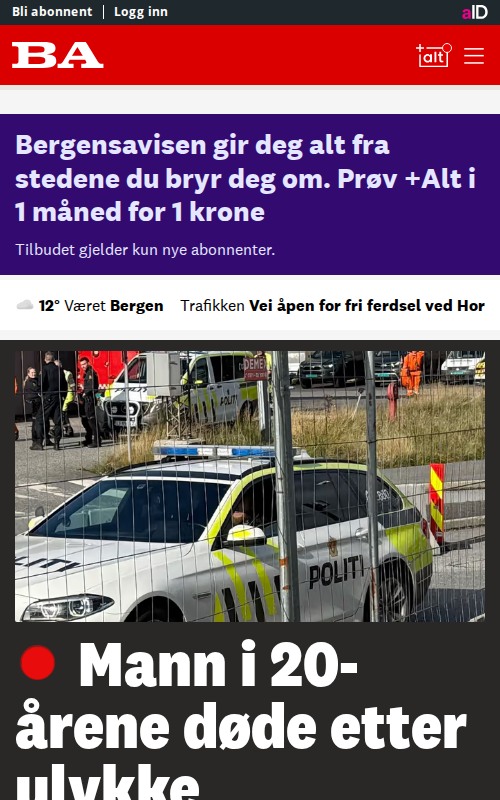 Bli abonnent
Logg inn
aID
BA
+alt
Bergensavisen gir deg alt fra
stedene du bryr deg om. Prøv +Alt i
1 måned for 1 krone
Tilbudet gjelder kun nye abonnenter.
12° Været Bergen
Trafikken Vei åpen for fri ferdsel ved Hor
POLITI
POLITI
Mann i 20-
årene døde etter
ulykke